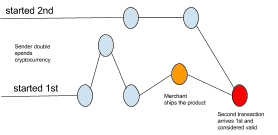 started 2nd
Sender double
spends
cryptocurrency
started 1st
Merchant
ships the product
Second transaction
arrives 1st and
considered valid